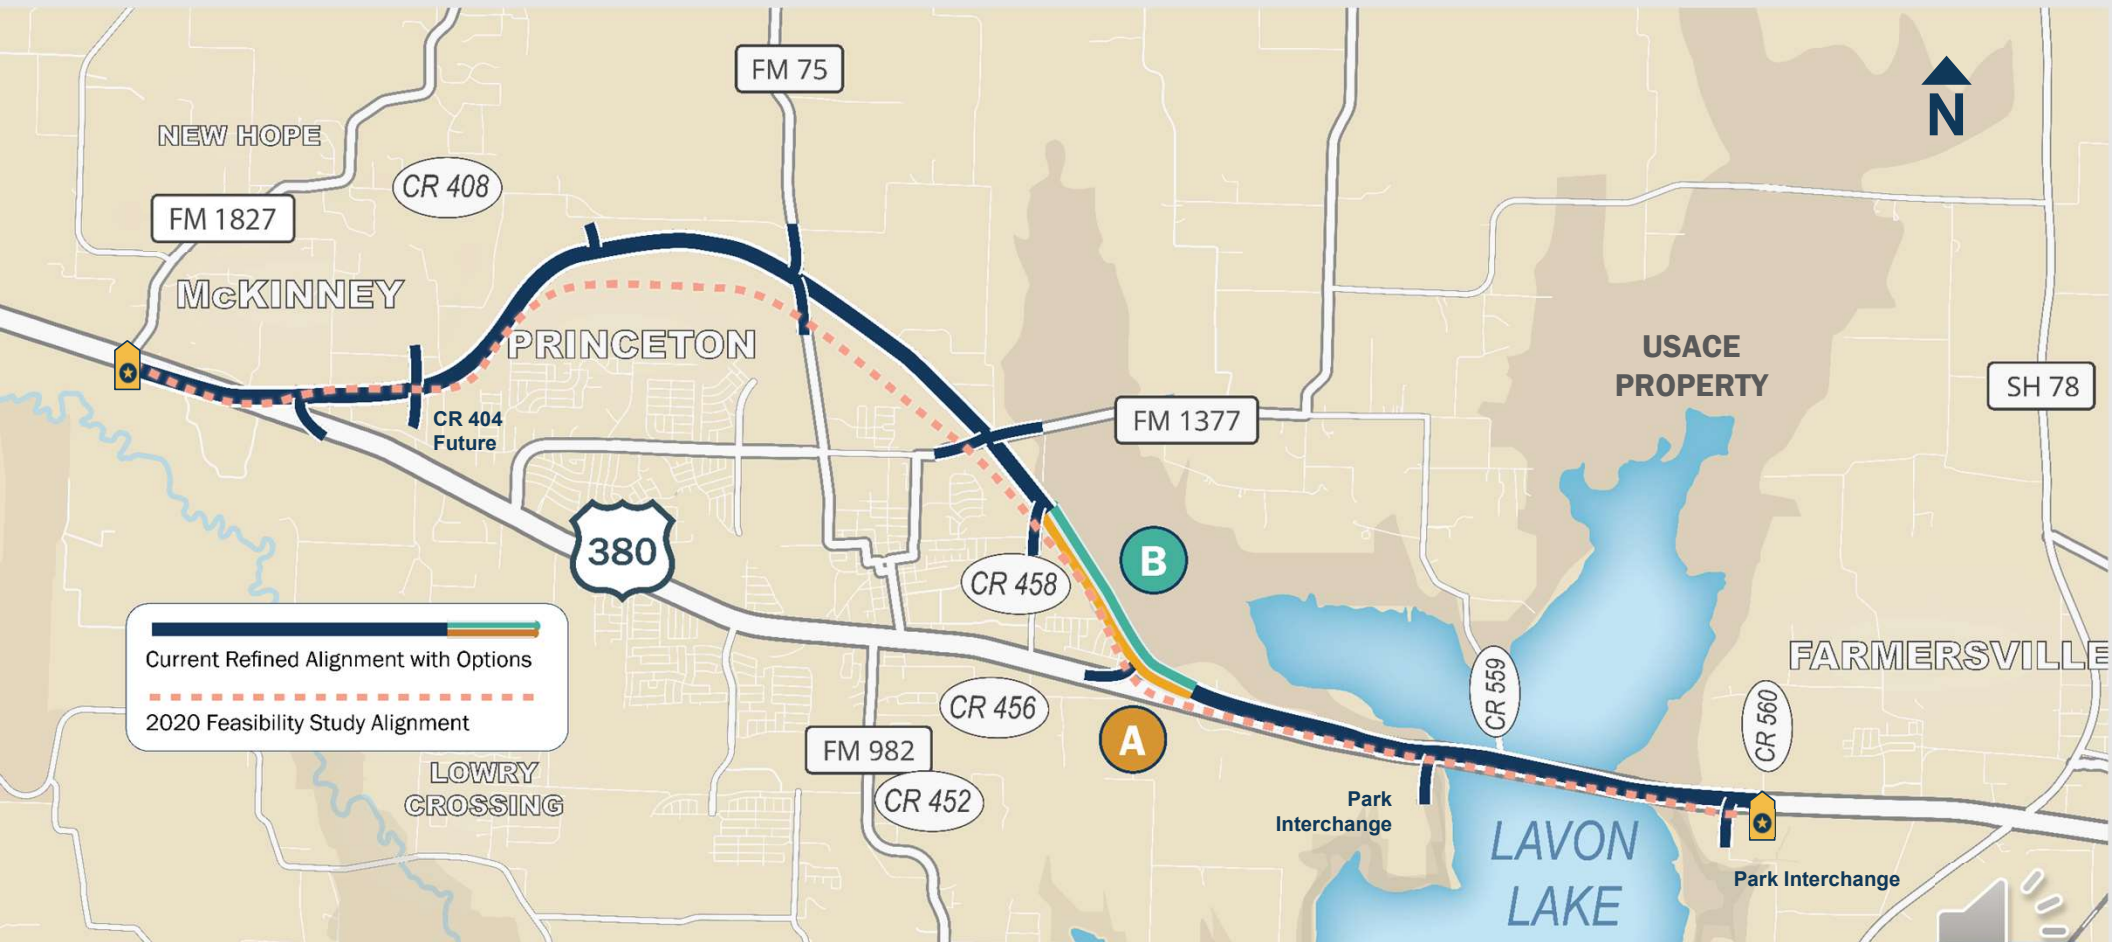 FM 75
N
NEW HOPE
CR 408
FM 1827
McKINNEY
PRINCETON
USACE
PROPERTY
SH 78
CR 404
Future
FM 1377
380
B
CR 458
Current Refined Alignment with Options
2020 Feasibility Study Alignment
FARMERSVILLE
CR 559
CR 560
CR 456
A
FM 982
LOWRY
CROSSING
CR 452
Park
Interchange
LAVON
LAKE
Park Interchange